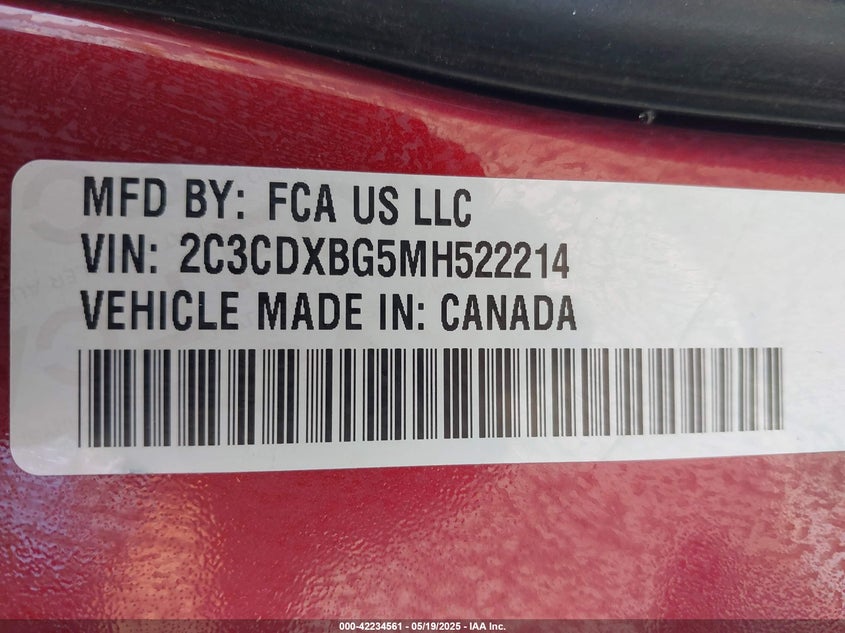 MFD BY: FCA US LLC
VIN: 2C3CDXBG5MH522214
VEHICLE MADE IN: CANADA
000-42234561 | 05/19/2025 - IAA Inc.